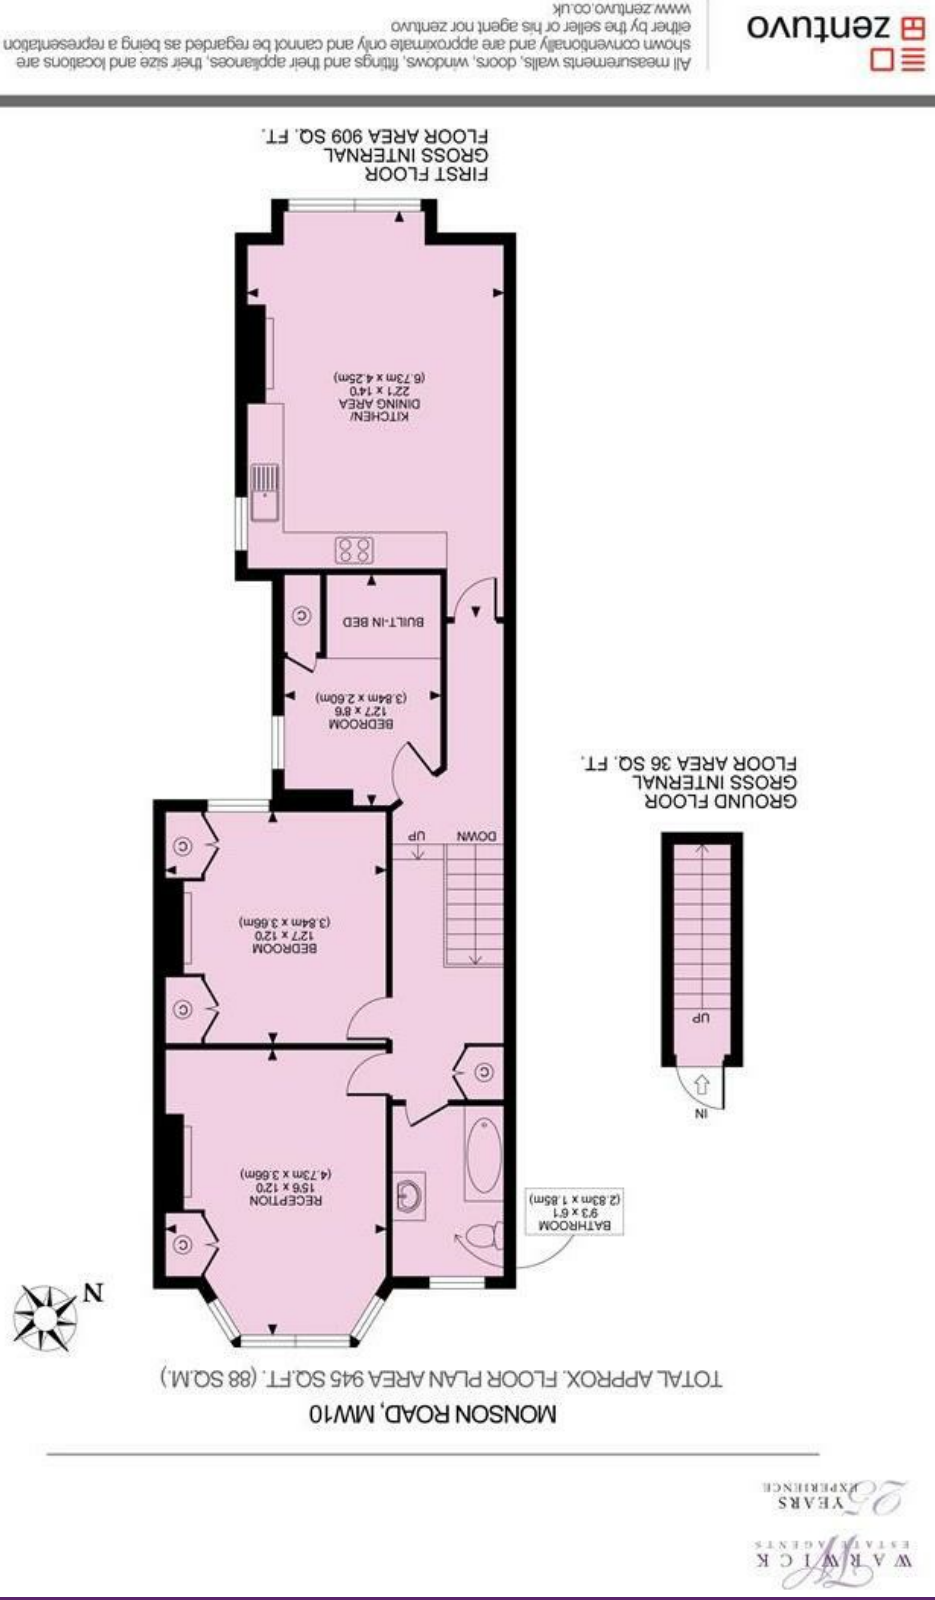 WARWICK
ESTATE AGENTS
25 YEARS
EXPERIENCE
MONSON ROAD, MW10
TOTAL APPROX. FLOOR PLAN AREA 945 SQ.FT. (88 SQ.M.)
N
BATHROOM
9'3 x 6'1
(2.83m x 1.85m)
RECEPTION
15'6 x 12'0
(4.73m x 3.66m)
C
C
IN
UP
C
BEDROOM
12'7 x 12'0
(3.84m x 3.66m)
C
DOWN
UP
GROUND FLOOR
GROSS INTERNAL
FLOOR AREA 36 SQ. FT.
BEDROOM
12'7 x 8'6
(3.84m x 2.60m)
BUILT-IN BED
C
KITCHEN/
DINING AREA
22'1 x 14'0
(6.73m x 4.25m)
FIRST FLOOR
GROSS INTERNAL
FLOOR AREA 909 SQ. FT.
zentuvo
All measurements walls, doors, windows, fittings and their appliances, their size and locations are
shown conventionally and are approximate only and cannot be regarded as being a representation
either by the seller or his agent nor zentuvo
www.zentuvo.co.uk